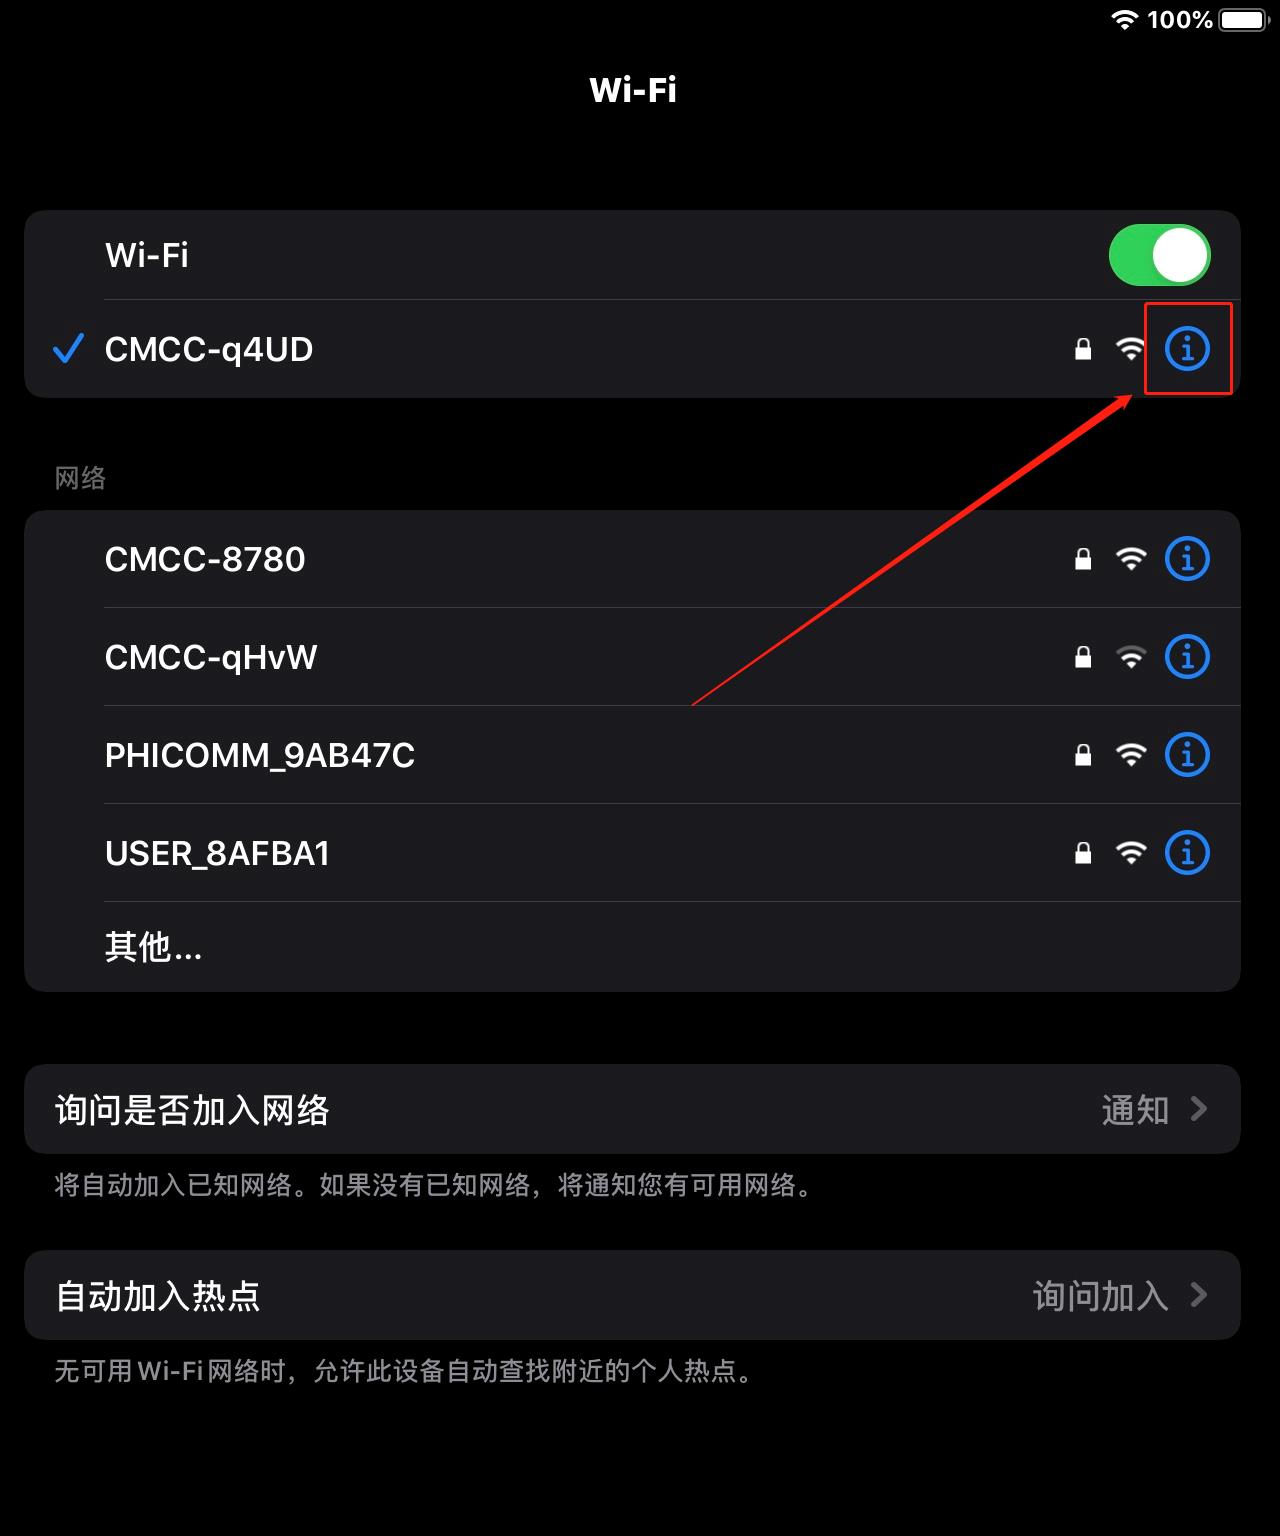 100%
Wi-Fi
Wi-Fi
CMCC-q4UD
网络
CMCC-8780
CMCC-qHvW
PHICOMM_9AB47C
USER_8AFBA1
其他...
询问是否加入网络 通知
将自动加入已知网络。如果没有已知网络，将通知您有可用网络。
自动加入热点 询问加入
无可用 Wi-Fi 网络时，允许此设备自动查找附近的个人热点。